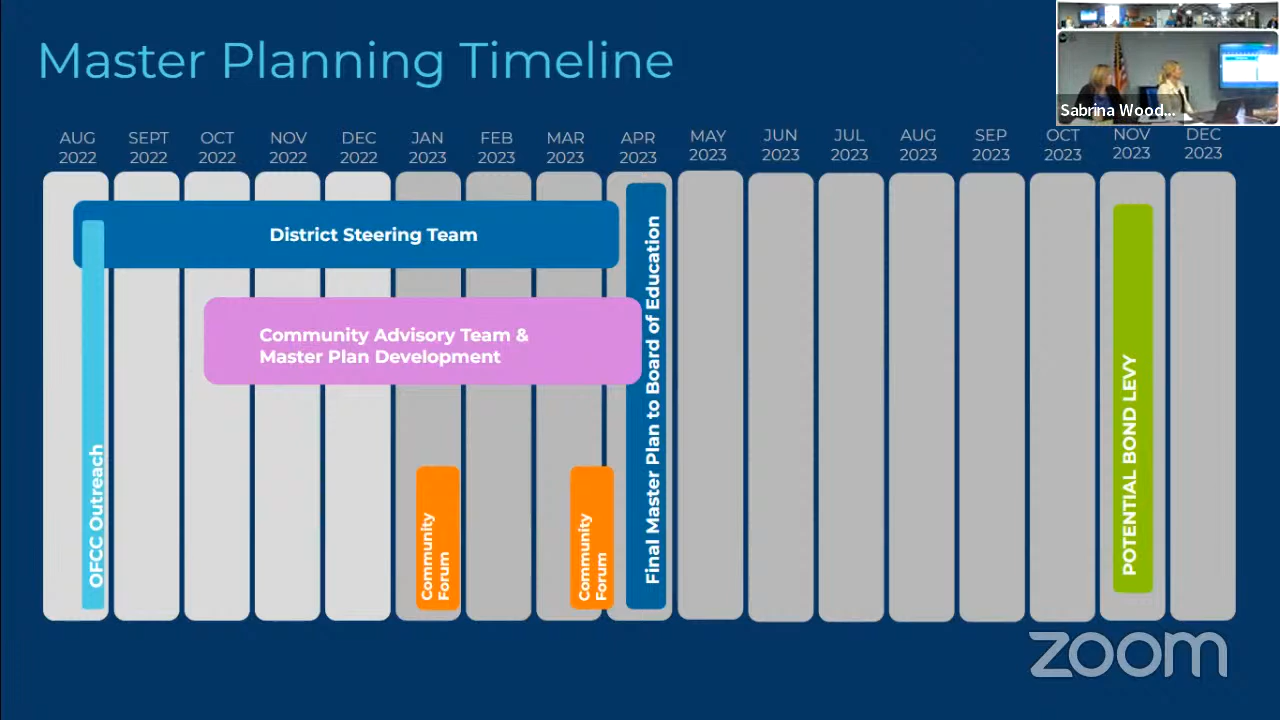 Master Planning Timeline
Sabrina Wood...
AUG SEPT OCT NOV DEC JAN FEB MAR APR MAY JUN JUL AUG SEP OCT NOV DEC
2022 2022 2022 2022 2022 2023 2023 2023 2023 2023 2023 2023 2023 2023 2023 2023 2023
District Steering Team
Community Advisory Team &
Master Plan Development
OFCC Outreach
Community
Forum
Community
Forum
Final Master Plan to Board of Education
POTENTIAL BOND LEVY
zoom